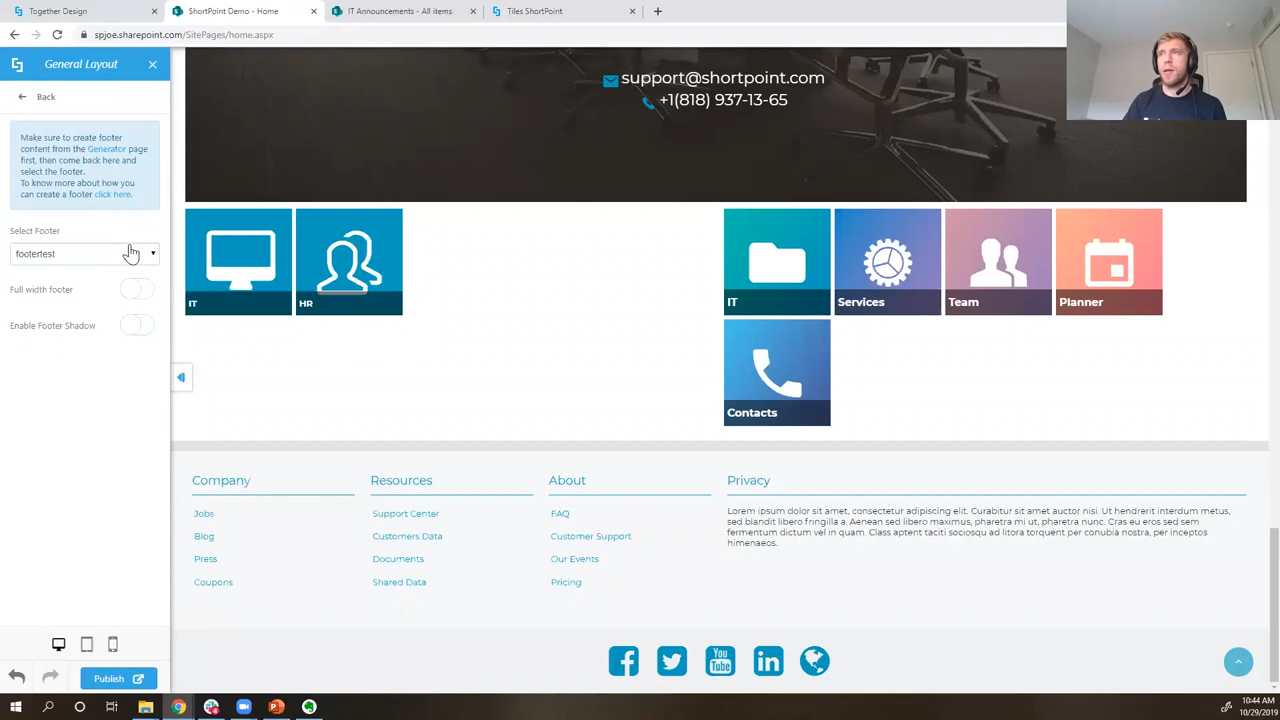 Together Design
ShortPoint Demo - Home
IT Announcements - All items
Tiles ShortPoint
spjoe.sharepoint.com/SitePages/home.aspx
General Layout
Back
Make sure to create footer
content from the Generator page
first, then come back here and
select the footer.
To know more about how you
can create a footer click here.
Select Footer
footertest
Full width footer
Enable Footer Shadow
Publish
support@shortpoint.com
+1(818) 937-13-65
IT
HR
IT
Services
Team
Planner
Contacts
Company
Resources
About
Privacy
Jobs
Support Center
FAQ
Blog
Customers Data
Customer Support
Press
Documents
Our Events
Coupons
Shared Data
Pricing
Lorem ipsum dolor sit amet, consectetur adipiscing elit. Curabitur sit amet auctor nisi. Ut hendrerit interdum metus,
sed blandit libero fringilla a. Aenean sed libero maximus, pharetra mi ut, pharetra nunc. Cras eu eros sed sem
fermentum dictum vel in quam. Class aptent taciti sociosqu ad litora torquent per conubia nostra, per inceptos
himenaeos.
You
Tube
in
10:44 AM
10/29/2019